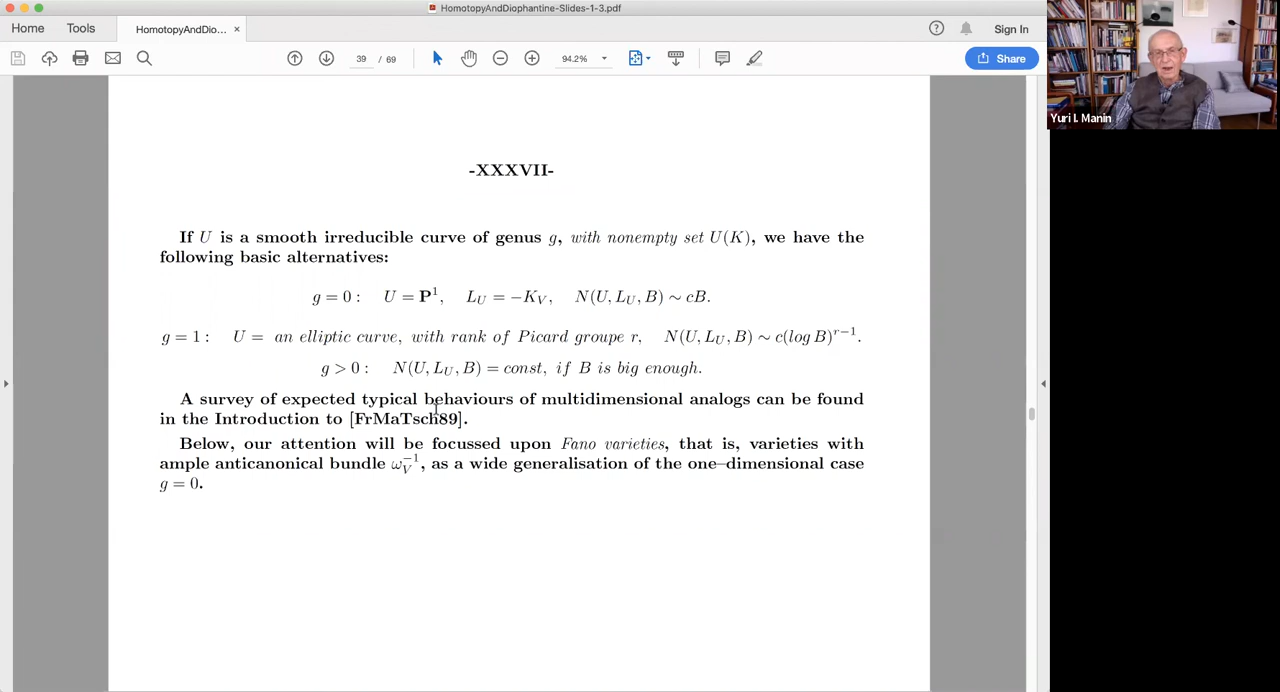 HomotopyAndDiophantine-Slides-1-3.pdf
Home Tools HomotopyAndDio... × Sign In
39 / 69 94.2% Share
Yuri I. Manin
-XXXVII-
If U is a smooth irreducible curve of genus g, with nonempty set U(K), we have the
following basic alternatives:
g = 0 : U = P¹, L_U = −K_V, N(U, L_U, B) ∼ cB.
g = 1 : U = an elliptic curve, with rank of Picard groupe r, N(U, L_U, B) ∼ c(log B)^{r−1}.
g > 0 : N(U, L_U, B) = const, if B is big enough.
A survey of expected typical behaviours of multidimensional analogs can be found
in the Introduction to [FrMaTsch89].
Below, our attention will be focussed upon Fano varieties, that is, varieties with
ample anticanonical bundle ω_V^{−1}, as a wide generalisation of the one–dimensional case
g = 0.